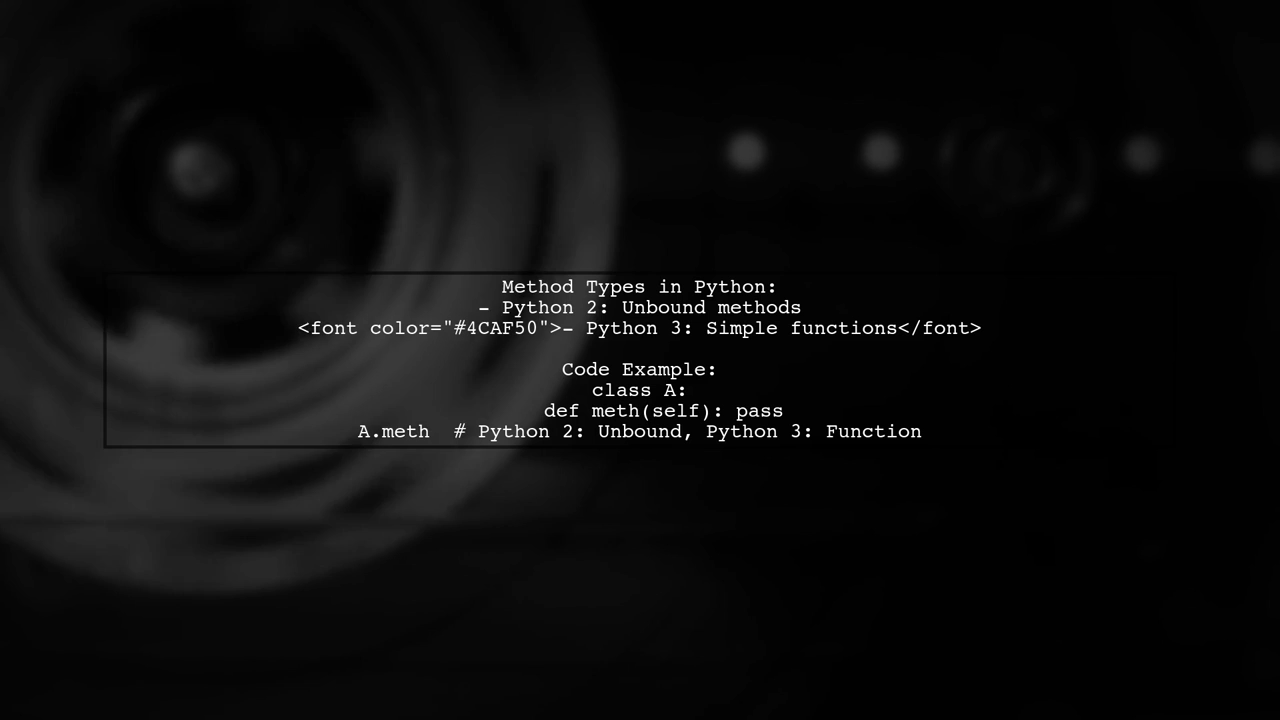 Method Types in Python:
- Python 2: Unbound methods
<font color="#4CAF50">- Python 3: Simple functions</font>
Code Example:
class A:
def meth(self): pass
A.meth  # Python 2: Unbound, Python 3: Function